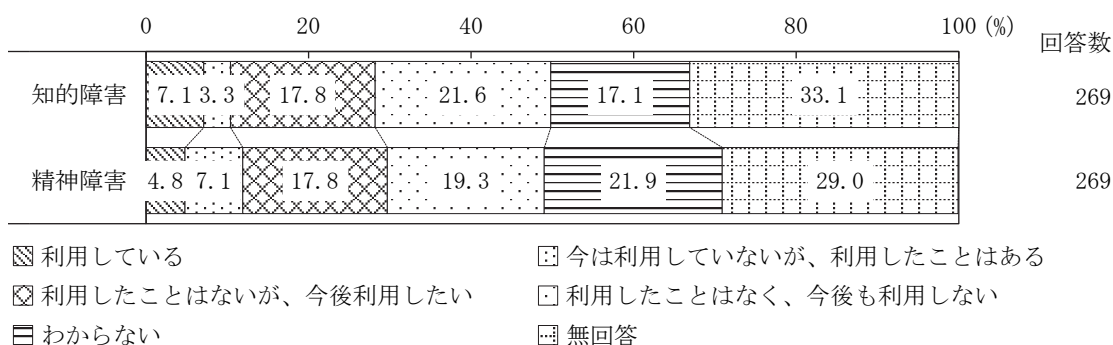 0 20 40 60 80 100 (%)
回答数
知的障害 7.1 3.3 17.8 21.6 17.1 33.1 269
精神障害 4.8 7.1 17.8 19.3 21.9 29.0 269
利用している 今は利用していないが、利用したことはある
利用したことはないが、今後利用したい 利用したことはなく、今後も利用しない
わからない 無回答